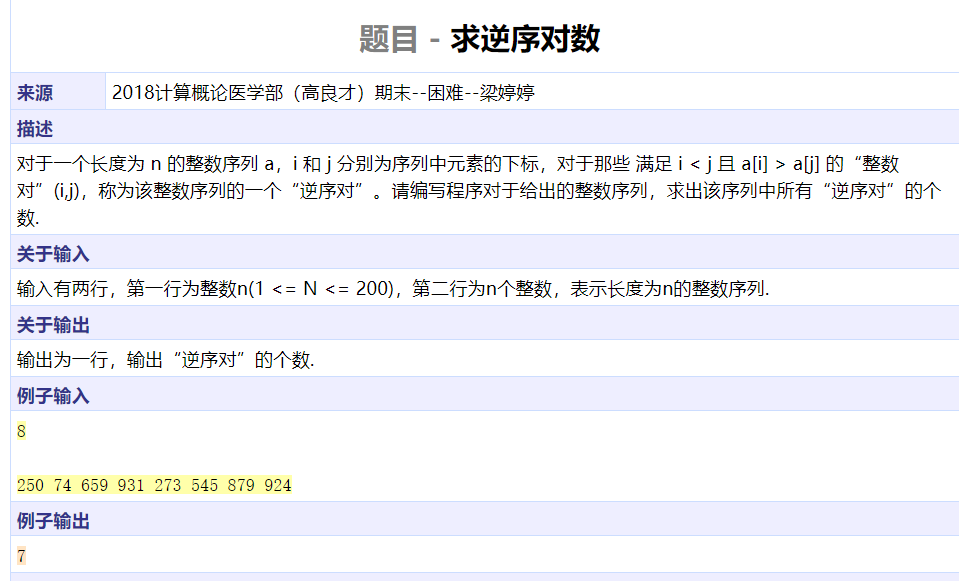 题目 - 求逆序对数
来源 2018计算概论医学部（高良才）期末--困难--梁婷婷
描述
对于一个长度为 n 的整数序列 a，i 和 j 分别为序列中元素的下标，对于那些 满足 i < j 且 a[i] > a[j] 的“整数
对”(i,j)，称为该整数序列的一个“逆序对”。请编写程序对于给出的整数序列，求出该序列中所有“逆序对”的个
数.
关于输入
输入有两行，第一行为整数n(1 <= N <= 200)，第二行为n个整数，表示长度为n的整数序列.
关于输出
输出为一行，输出“逆序对”的个数.
例子输入
8
250 74 659 931 273 545 879 924
例子输出
7